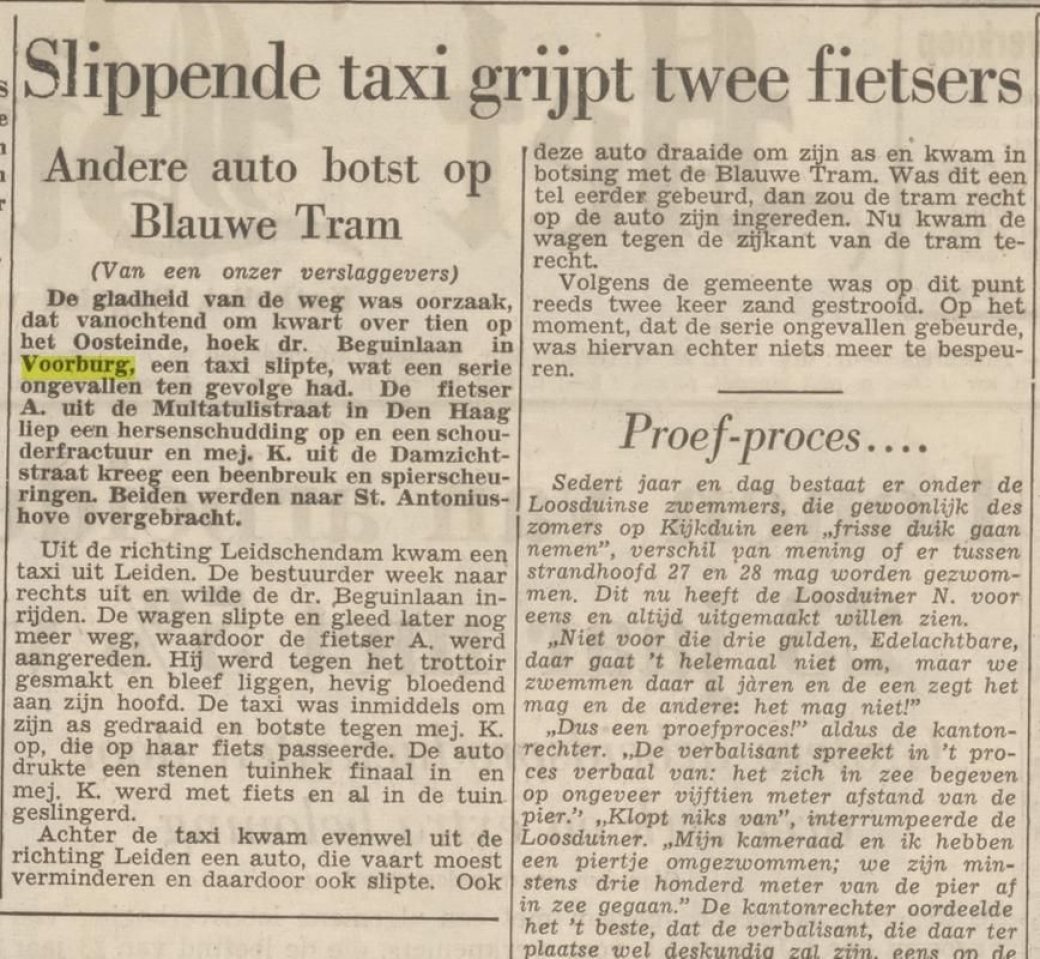 Slippende taxi grijpt twee fietsers
Andere auto botst op
Blauwe Tram
(Van een onzer verslaggevers)
De gladheid van de weg was oorzaak,
dat vanochtend om kwart over tien op
het Oosteinde, hoek dr. Beguinlaan in
Voorburg, een taxi slipte, wat een serie
ongevallen ten gevolge had. De fietser
A. uit de Multatulistraat in Den Haag
liep een hersenschudding op en een schou-
derfractuur en mej. K. uit de Damzicht-
straat kreeg een beenbreuk en spierscheu-
ringen. Beiden werden naar St. Antonius-
hove overgebracht.
Uit de richting Leidschendam kwam een
taxi uit Leiden. De bestuurder week naar
rechts uit en wilde de dr. Beguinlaan in-
rijden. De wagen slipte en gleed later nog
meer weg, waardoor de fietser A. werd
aangereden. Hij werd tegen het trottoir
gesmakt en bleef liggen, hevig bloedend
aan zijn hoofd. De taxi was inmiddels om
zijn as gedraaid en botste tegen mej. K.
op, die op haar fiets passeerde. De auto
drukte een stenen tuinhek finaal in en
mej. K. werd met fiets en al in de tuin
geslingerd.
Achter de taxi kwam evenwel uit de
richting Leiden een auto, die vaart moest
verminderen en daardoor ook slipte. Ook
deze auto draaide om zijn as en kwam in
botsing met de Blauwe Tram. Was dit een
tel eerder gebeurd, dan zou de tram recht
op de auto zijn ingereden. Nu kwam de
wagen tegen de zijkant van de tram te-
recht.
Volgens de gemeente was op dit punt
reeds twee keer zand gestrooid. Op het
moment, dat de serie ongevallen gebeurde,
was hiervan echter niets meer te bespeu-
ren.
Proef-proces....
Sedert jaar en dag bestaat er onder de
Loosduinse zwemmers, die gewoonlijk des
zomers op Kijkduin een „frisse duik gaan
nemen”, verschil van mening of er tussen
strandhoofd 27 en 28 mag worden gezwom-
men. Dit nu heeft de Loosduiner N. voor
eens en altijd uitgemaakt willen zien.
„Niet voor die drie gulden, Edelachtbare,
daar gaat 't helemaal niet om, maar we
zwemmen daar al jàren en de een zegt het
mag en de andere: het mag niet!”
„Dus een proefproces!” aldus de kanton-
rechter. „De verbalisant spreekt in 't pro-
ces verbaal van: het zich in zee begeven
op ongeveer vijftien meter afstand van de
pier.” „Klopt niks van”, interrumpeerde de
Loosduiner. „Mijn kameraad en ik hebben
een piertje omgezwommen; we zijn min-
stens drie honderd meter van de pier af
in zee gegaan.” De kantonrechter oordeelde
het 't beste, dat de verbalisant, die daar ter
plaatse wel deskundig zal zijn, eens op de